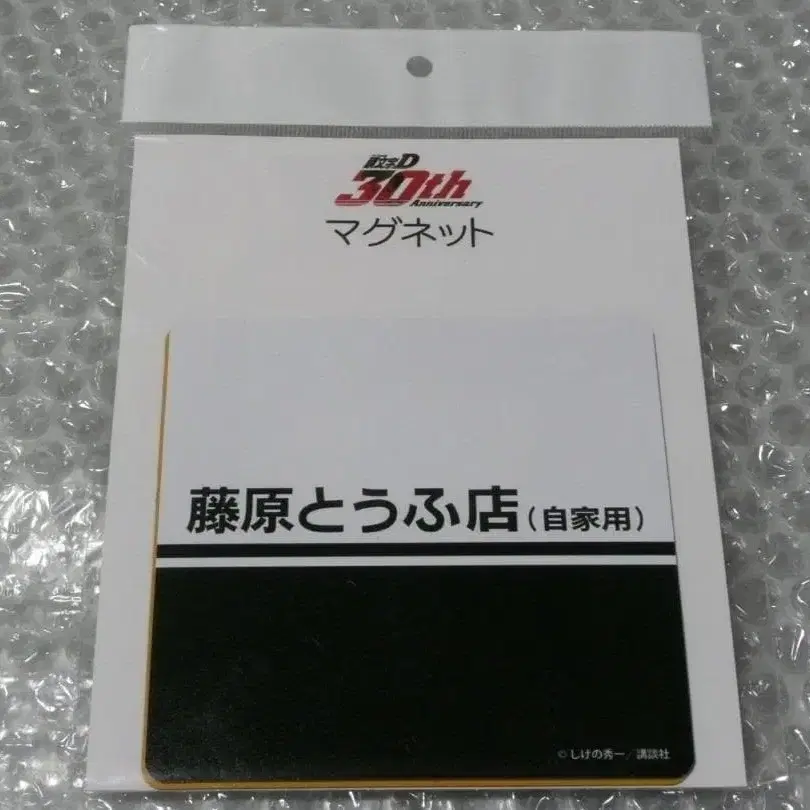 頭文字D
30th
Anniversary
マグネット
藤原とうふ店(自家用)
©しげの秀一/講談社